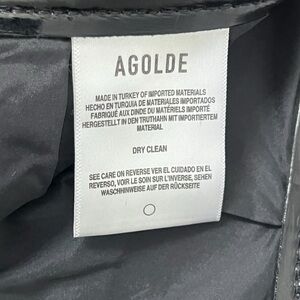 AGOLDE
MADE IN TURKEY OF IMPORTED MATERIALS
HECHO EN TURQUIA DE MATERIALES IMPORTADOS
FABRIQUÉ AUX DINDE DU MATÉRIELS IMPORTÉ
HERGESTELLT IN DEN TRUTHAHN MIT IMPORTIERTEM
MATERIAL
DRY CLEAN
SEE CARE ON REVERSE VER EL CUIDADO EN EL
REVERSO, VOIR LE SOIN SUR L'INVERSE, SEHEN
WASCHHINWEISE AUF DER RÜCKSEITE